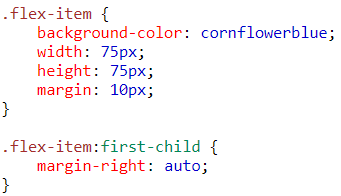 .flex-item {
    background-color: cornflowerblue;
    width: 75px;
    height: 75px;
    margin: 10px;
}

.flex-item:first-child {
    margin-right: auto;
}